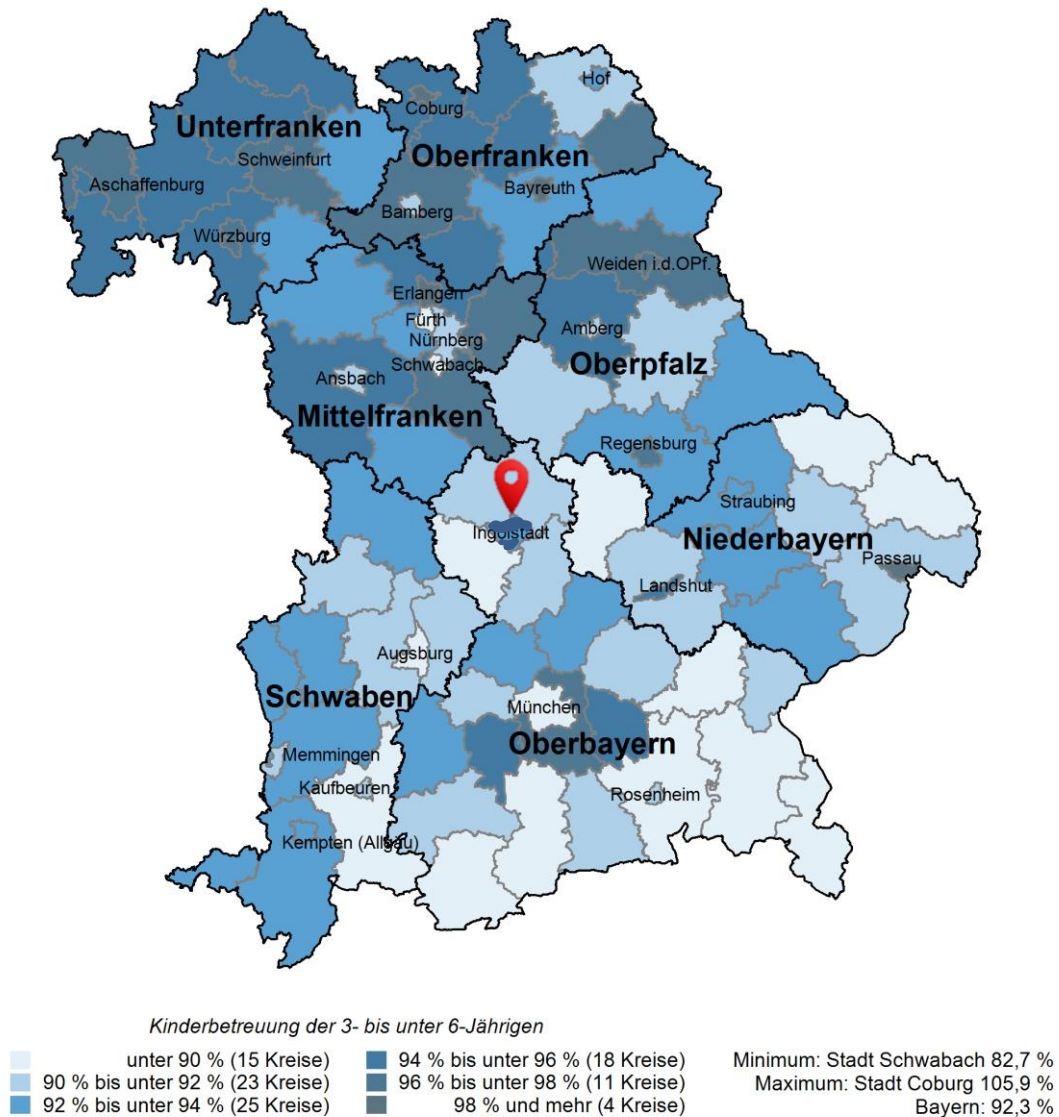 Hof
Coburg
Unterfranken
Schweinfurt
Oberfranken
Aschaffenburg
Bayreuth
Bamberg
Würzburg
Weiden i.d.OPf.
Erlangen
Fürth
Amberg
Nürnberg
Schwabach
Oberpfalz
Ansbach
Mittelfranken
Regensburg
Straubing
Ingolstadt
Niederbayern
Passau
Landshut
Augsburg
Schwaben
München
Oberbayern
Memmingen
Kaufbeuren
Rosenheim
Kempten (Allgäu)
Kinderbetreuung der 3- bis unter 6-Jährigen
unter 90 % (15 Kreise)
90 % bis unter 92 % (23 Kreise)
92 % bis unter 94 % (25 Kreise)
94 % bis unter 96 % (18 Kreise)
96 % bis unter 98 % (11 Kreise)
98 % und mehr (4 Kreise)
Minimum: Stadt Schwabach 82,7 %
Maximum: Stadt Coburg 105,9 %
Bayern: 92,3 %